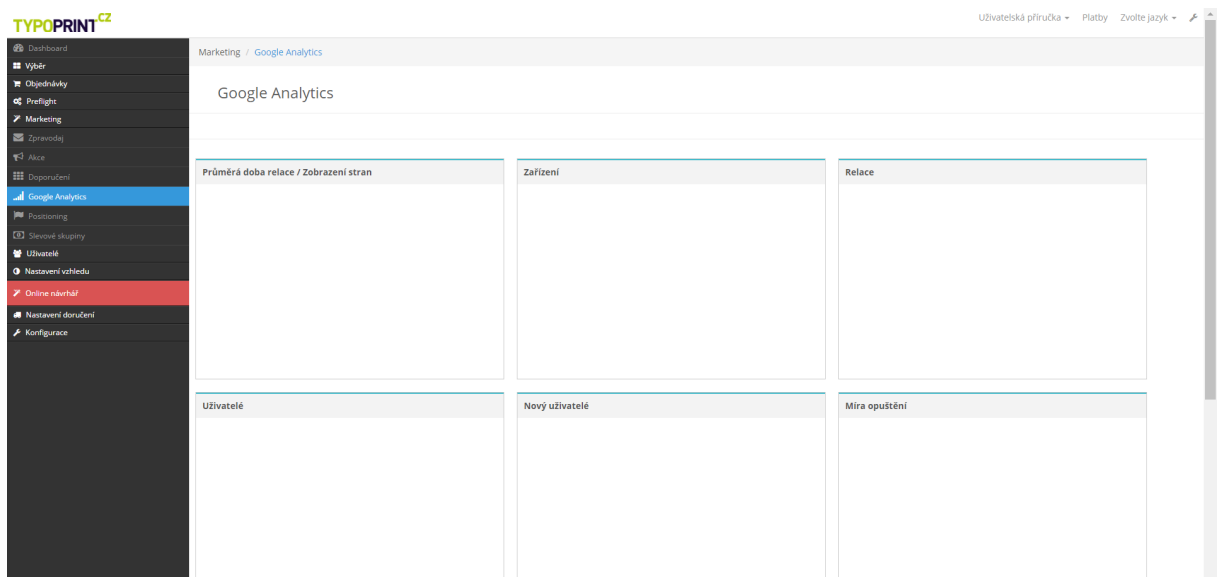 TYPOPRINT.CZ
Uživatelská příručka
Platby
Zvolte jazyk
Dashboard
Výběr
Objednávky
Preflight
Marketing
Zpravodaj
Akce
Doporučení
Google Analytics
Positioning
Slevové skupiny
Uživatelé
Nastavení vzhledu
Online návrhář
Nastavení doručení
Konfigurace
Marketing / Google Analytics
Google Analytics
Průměrá doba relace / Zobrazení stran
Zařízení
Relace
Uživatelé
Nový uživatelé
Míra opuštění